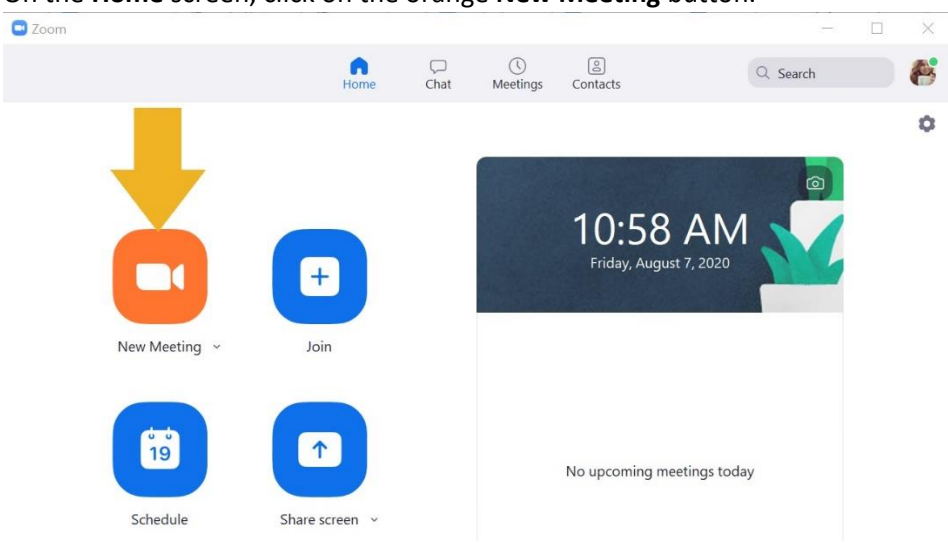 On the Home screen, click on the orange New Meeting button.
Zoom
Home
Chat
Meetings
Contacts
Search
10:58 AM
Friday, August 7, 2020
New Meeting
Join
19
Schedule
Share screen
No upcoming meetings today